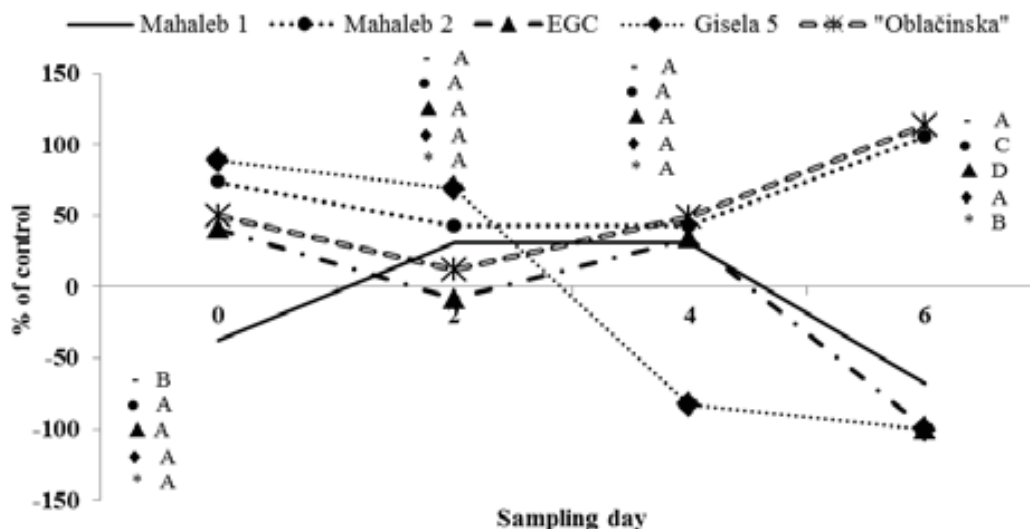 Mahaleb 1 Mahaleb 2 EGC Gisela 5 "Oblačinska"
% of control
150
100
50
0
-50
-100
-150
- A
A
A
A
* A
- A
A
A
A
* A
- A
C
D
A
* B
- B
A
A
A
* A
0 2 4 6
Sampling day